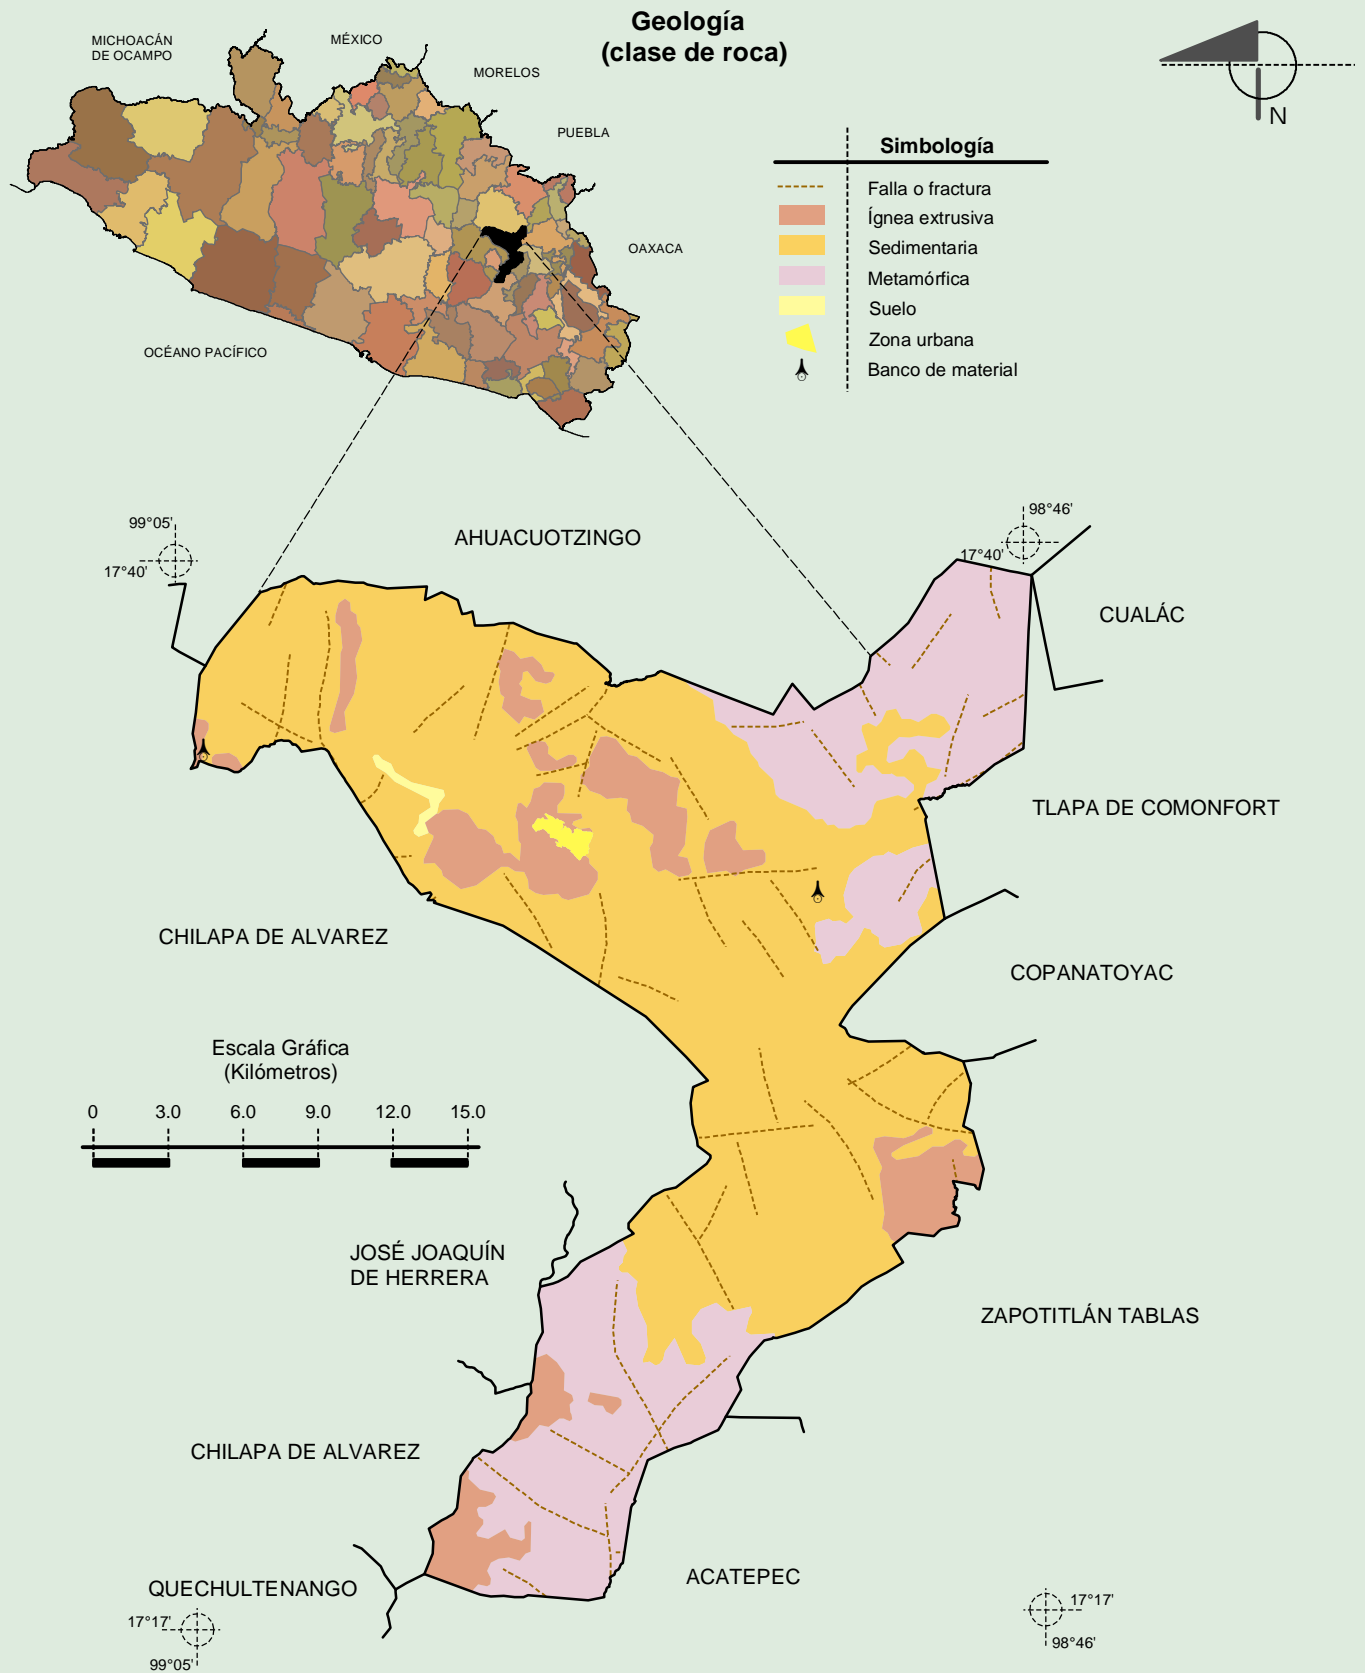 Geología
(clase de roca)
MICHOACÁN
DE OCAMPO
MÉXICO
MORELOS
PUEBLA
OAXACA
OCÉANO PACÍFICO
N
Simbología
Falla o fractura
Ígnea extrusiva
Sedimentaria
Metamórfica
Suelo
Zona urbana
Banco de material
99°05'
17°40'
AHUACUOTZINGO
98°46'
17°40'
CUALÁC
TLAPA DE COMONFORT
CHILAPA DE ALVAREZ
COPANATOYAC
Escala Gráfica
(Kilómetros)
0 3.0 6.0 9.0 12.0 15.0
JOSÉ JOAQUÍN
DE HERRERA
ZAPOTITLÁN TABLAS
CHILAPA DE ALVAREZ
QUECHULTENANGO
ACATEPEC
17°17'
99°05'
17°17'
98°46'